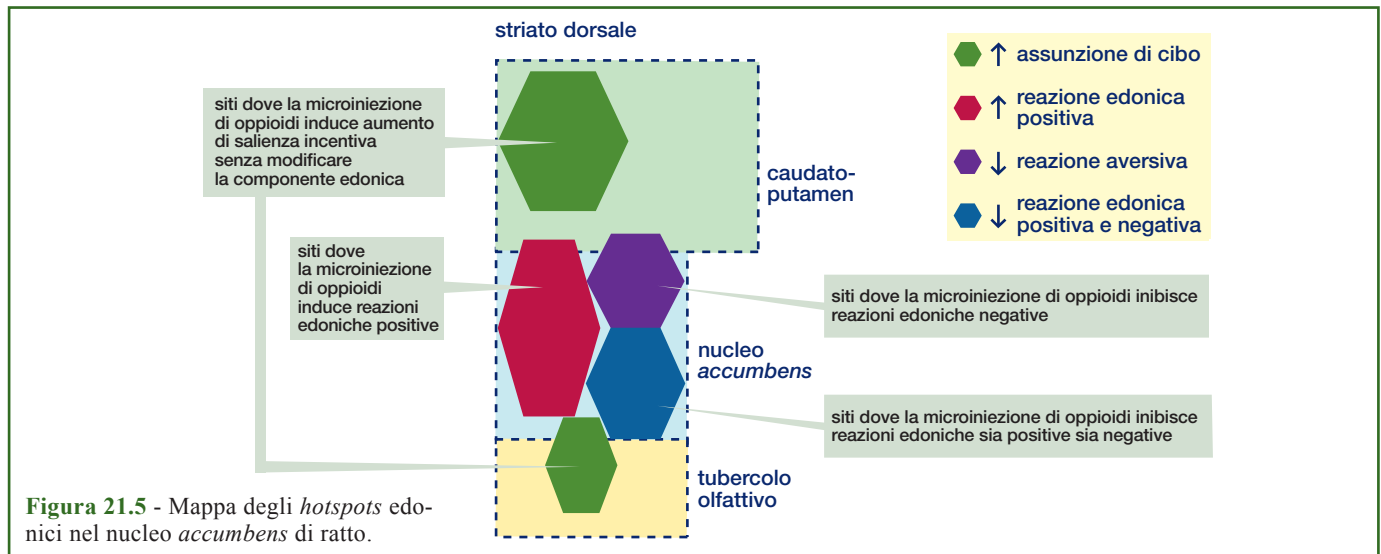 striato dorsale
siti dove la microiniezione
di oppioidi induce aumento
di salienza incentiva
senza modificare
la componente edonica
↑ assunzione di cibo
↑ reazione edonica
positiva
↓ reazione aversiva
↓ reazione edonica
positiva e negativa
caudato-
putamen
siti dove
la microiniezione
di oppioidi
induce reazioni
edoniche positive
siti dove la microiniezione di oppioidi inibisce
reazioni edoniche negative
nucleo
accumbens
siti dove la microiniezione di oppioidi inibisce
reazioni edoniche sia positive sia negative
tubercolo
olfattivo
Figura 21.5 - Mappa degli hotspots edo-
nici nel nucleo accumbens di ratto.